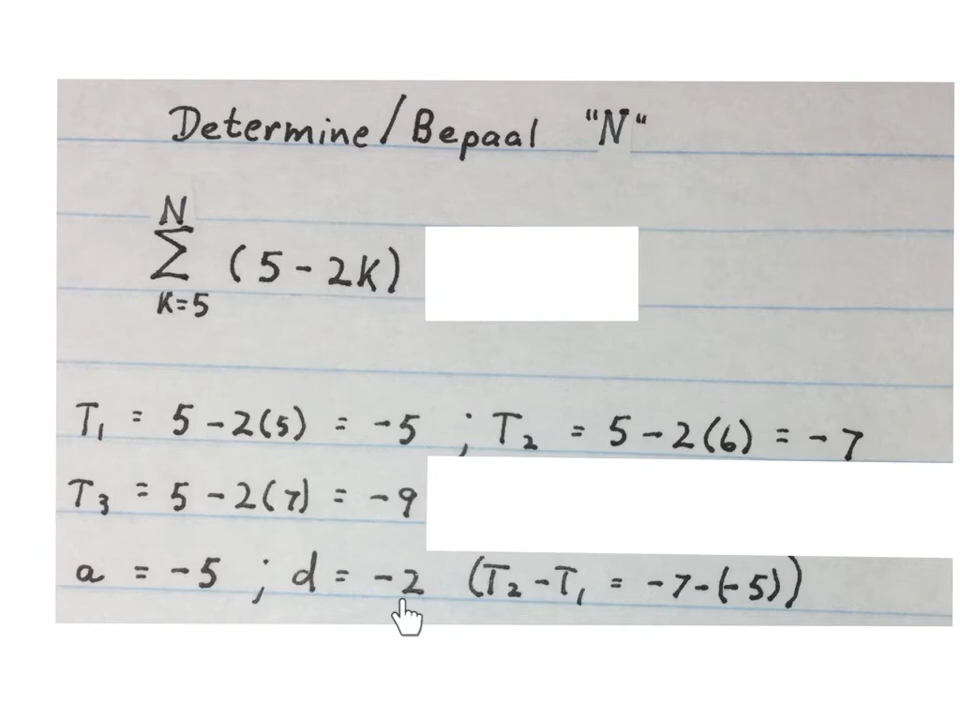 Determine/Bepaal "N"
N
Σ (5-2k)
K=5
T₁ = 5-2(5) = -5 ; T₂ = 5-2(6) = -7
T₃ = 5-2(7) = -9
a = -5 ; d = -2 (T₂-T₁ = -7-(-5))